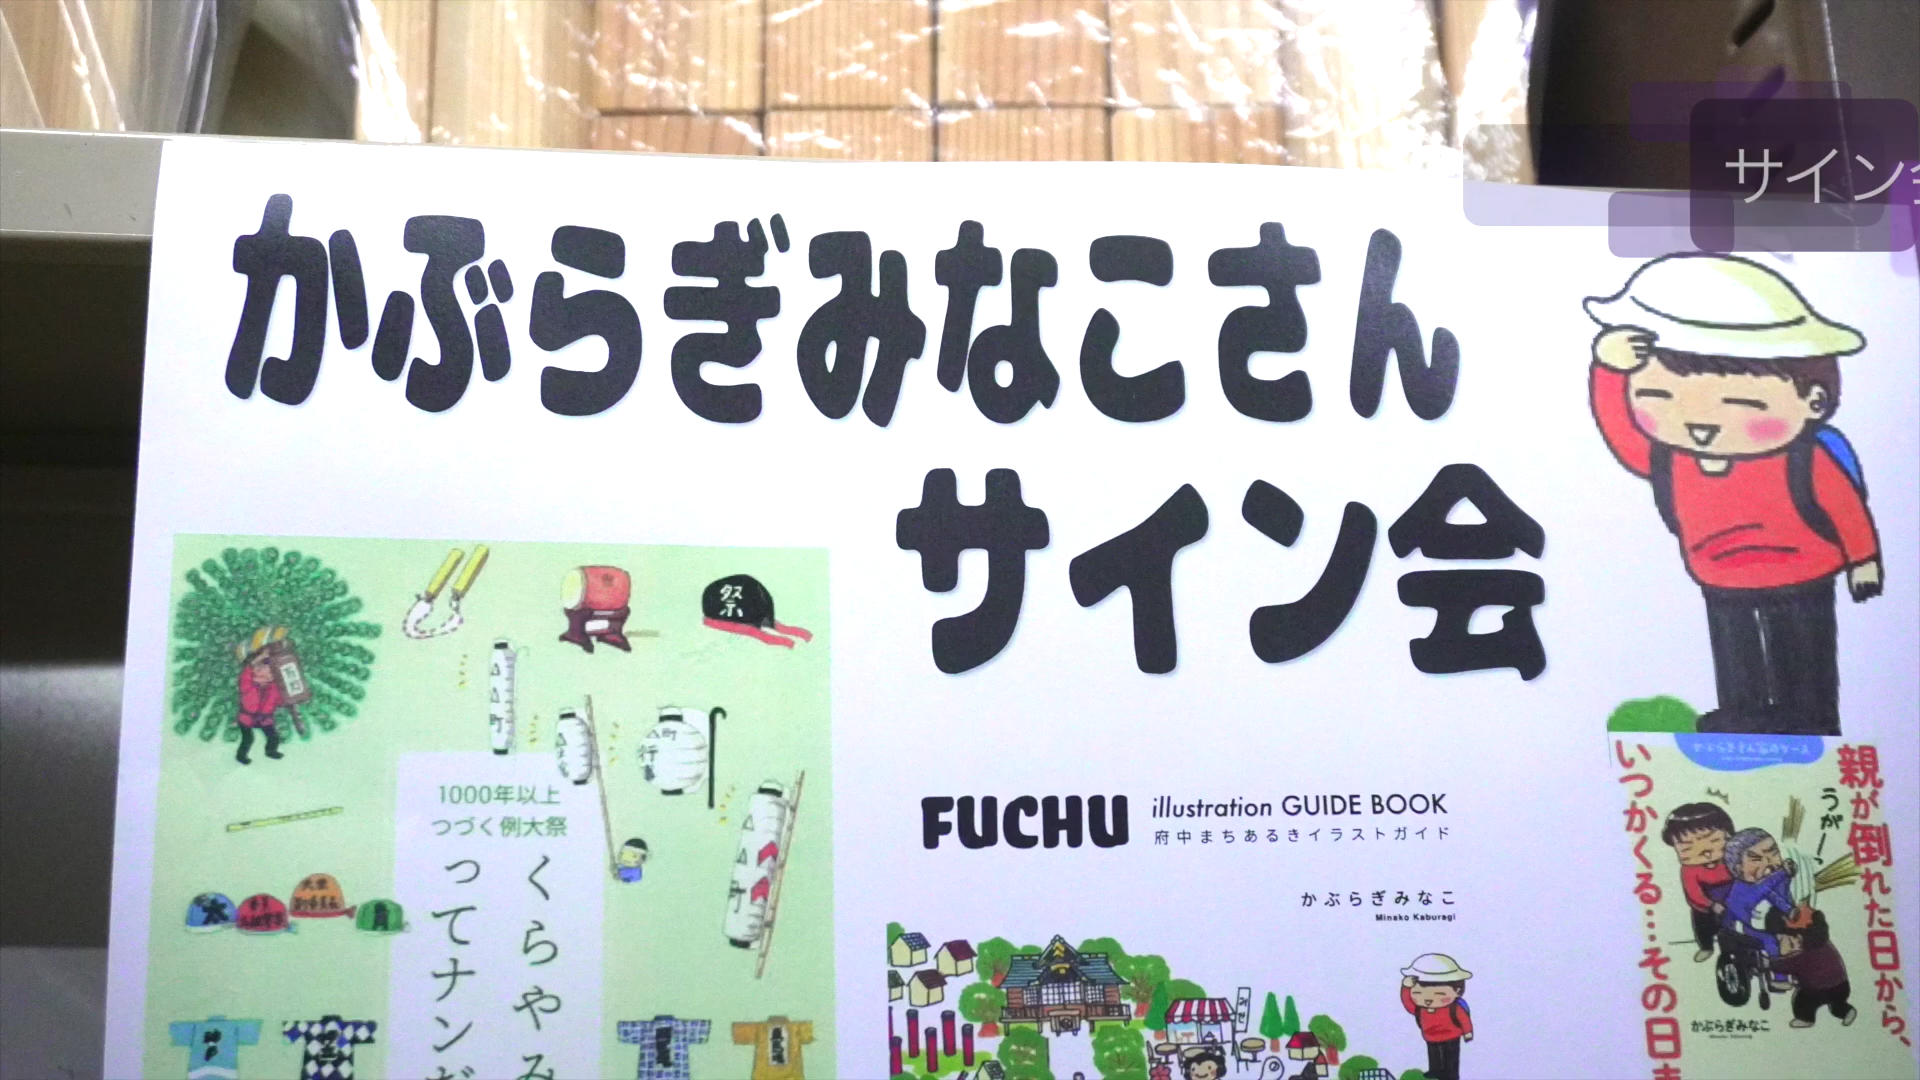 サイン
かぶらぎみなこさん
サイン会
祭
1000年以上
つづく例大祭
くらやみ
ってナン
FUCHU illustration GUIDE BOOK
府中まちあるきイラストガイド
かぶらぎみなこ
Minako Kaburagi
親が倒れた日から、
いつかくる…その日ま
うがーっ
かぶらぎみなこ